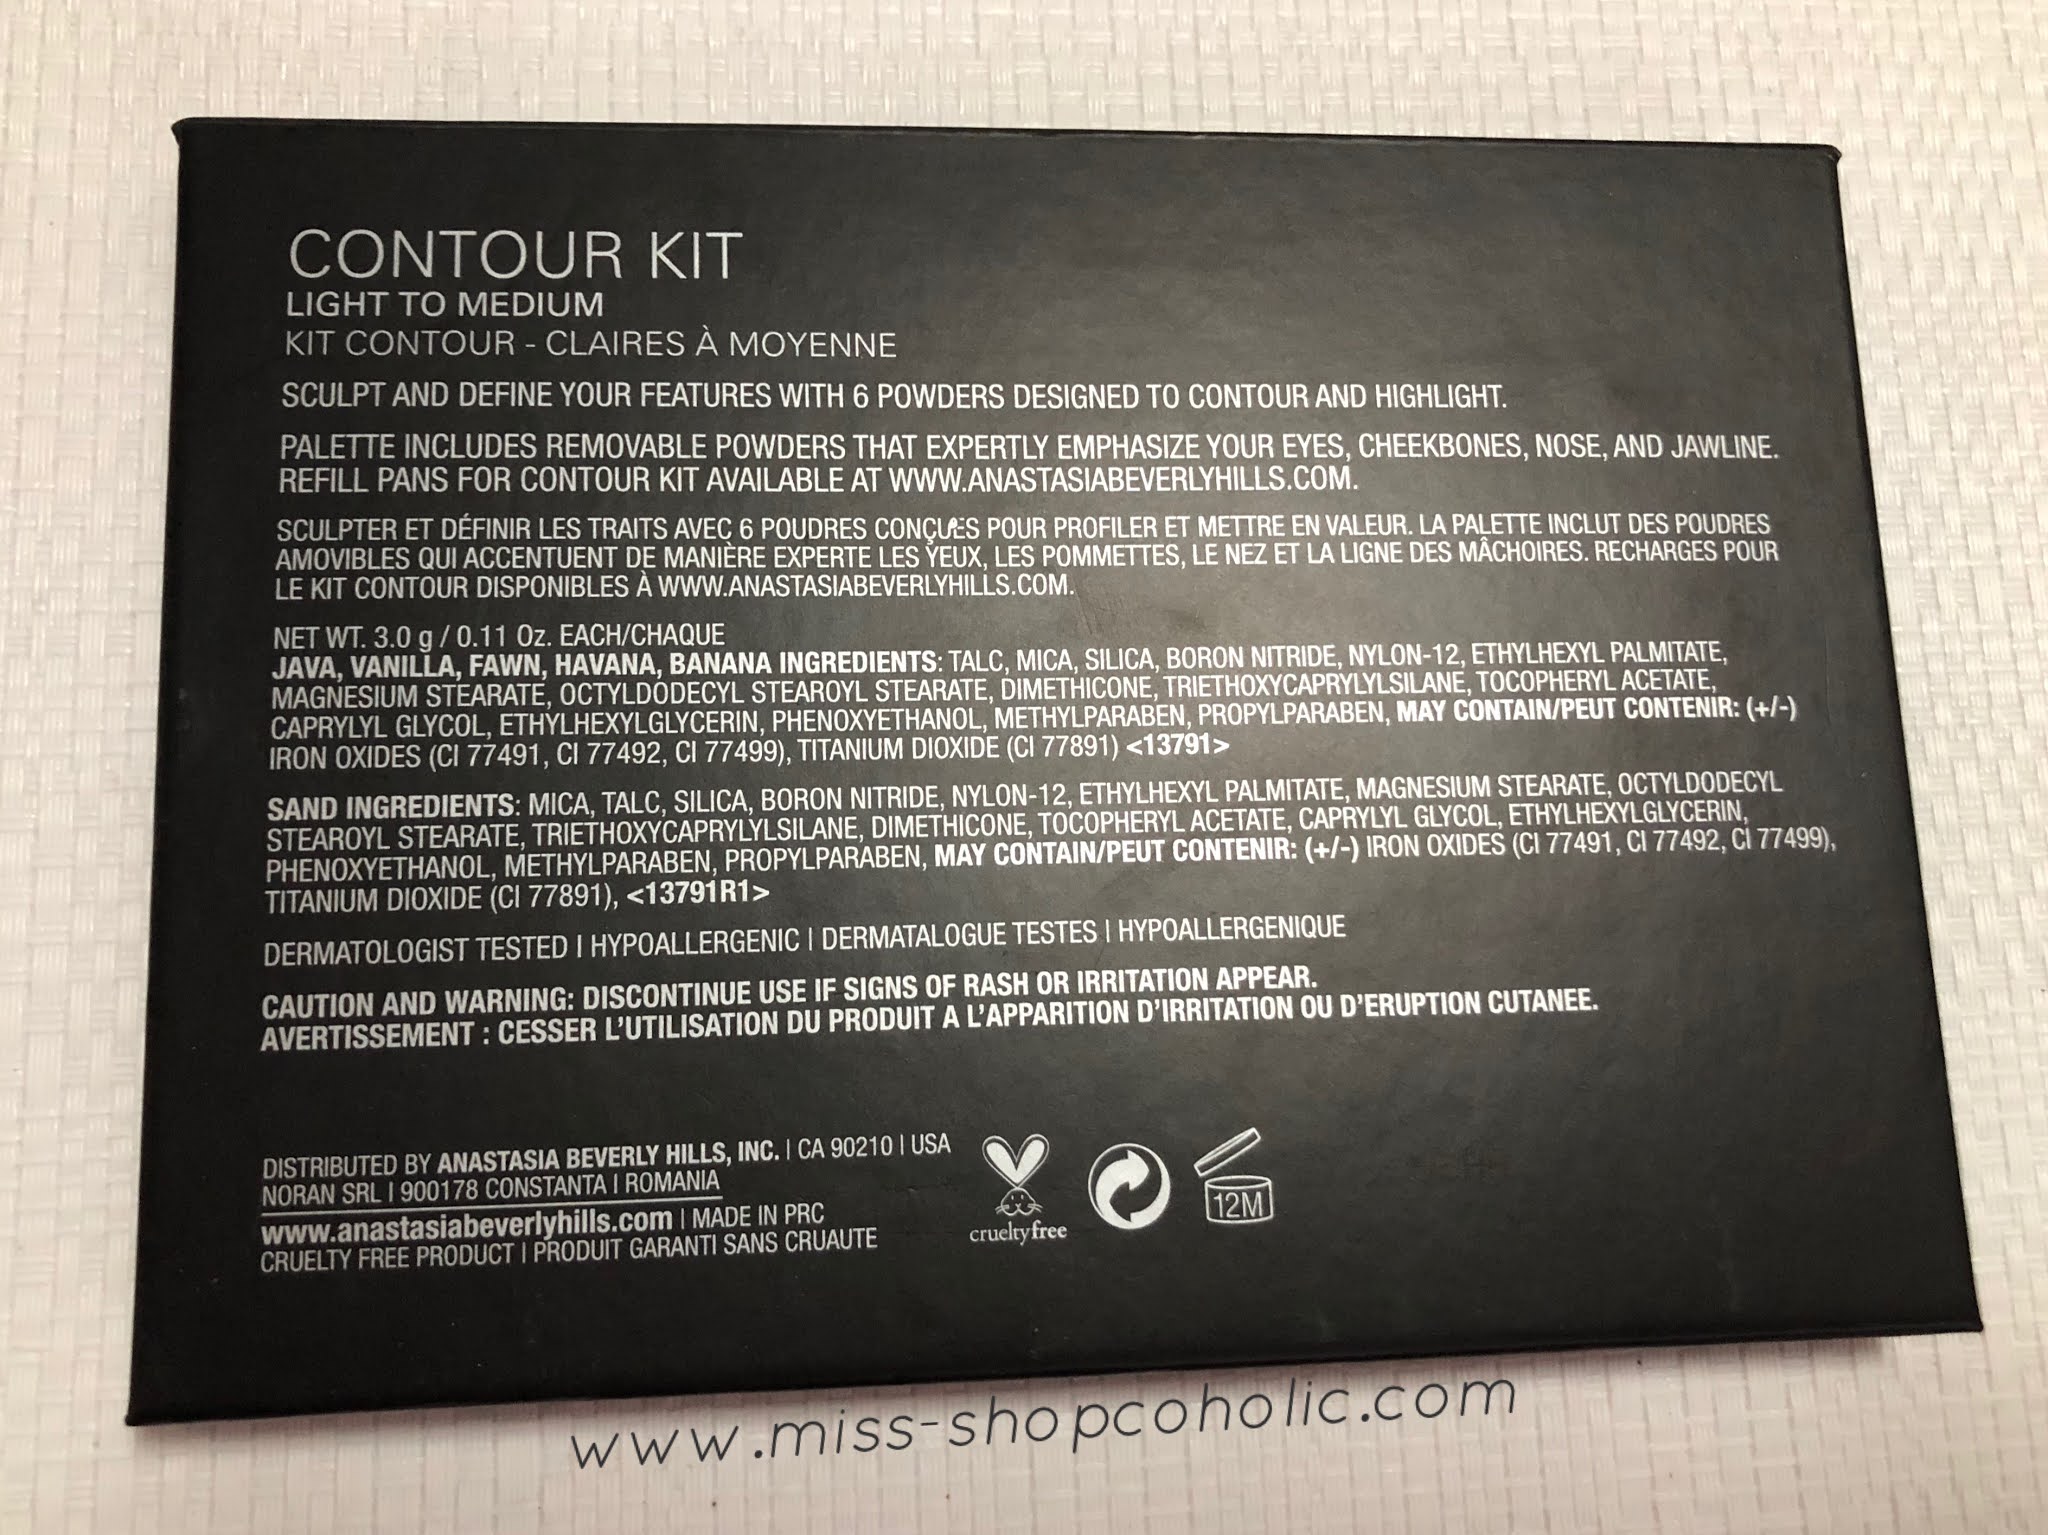 CONTOUR KIT
LIGHT TO MEDIUM
KIT CONTOUR - CLAIRES À MOYENNE
SCULPT AND DEFINE YOUR FEATURES WITH 6 POWDERS DESIGNED TO CONTOUR AND HIGHLIGHT.
PALETTE INCLUDES REMOVABLE POWDERS THAT EXPERTLY EMPHASIZE YOUR EYES, CHEEKBONES, NOSE, AND JAWLINE.
REFILL PANS FOR CONTOUR KIT AVAILABLE AT WWW.ANASTASIABEVERLYHILLS.COM.
SCULPTER ET DÉFINIR LES TRAITS AVEC 6 POUDRES CONÇUES POUR PROFILER ET METTRE EN VALEUR. LA PALETTE INCLUT DES POUDRES
AMOVIBLES QUI ACCENTUENT DE MANIÈRE EXPERTE LES YEUX, LES POMMETTES, LE NEZ ET LA LIGNE DES MÂCHOIRES. RECHARGES POUR
LE KIT CONTOUR DISPONIBLES À WWW.ANASTASIABEVERLYHILLS.COM.
NET WT. 3.0 g / 0.11 Oz. EACH/CHAQUE
JAVA, VANILLA, FAWN, HAVANA, BANANA INGREDIENTS: TALC, MICA, SILICA, BORON NITRIDE, NYLON-12, ETHYLHEXYL PALMITATE,
MAGNESIUM STEARATE, OCTYLDODECYL STEAROYL STEARATE, DIMETHICONE, TRIETHOXYCAPRYLYLSILANE, TOCOPHERYL ACETATE,
CAPRYLYL GLYCOL, ETHYLHEXYLGLYCERIN, PHENOXYETHANOL, METHYLPARABEN, PROPYLPARABEN, MAY CONTAIN/PEUT CONTENIR: (+/-)
IRON OXIDES (CI 77491, CI 77492, CI 77499), TITANIUM DIOXIDE (CI 77891) <13791>
SAND INGREDIENTS: MICA, TALC, SILICA, BORON NITRIDE, NYLON-12, ETHYLHEXYL PALMITATE, MAGNESIUM STEARATE, OCTYLDODECYL
STEAROYL STEARATE, TRIETHOXYCAPRYLYLSILANE, DIMETHICONE, TOCOPHERYL ACETATE, CAPRYLYL GLYCOL, ETHYLHEXYLGLYCERIN,
PHENOXYETHANOL, METHYLPARABEN, PROPYLPARABEN, MAY CONTAIN/PEUT CONTENIR: (+/-) IRON OXIDES (CI 77491, CI 77492, CI 77499),
TITANIUM DIOXIDE (CI 77891), <13791R1>
DERMATOLOGIST TESTED | HYPOALLERGENIC | DERMATALOGUE TESTES | HYPOALLERGENIQUE
CAUTION AND WARNING: DISCONTINUE USE IF SIGNS OF RASH OR IRRITATION APPEAR.
AVERTISSEMENT : CESSER L'UTILISATION DU PRODUIT A L'APPARITION D'IRRITATION OU D'ERUPTION CUTANEE.
DISTRIBUTED BY ANASTASIA BEVERLY HILLS, INC. | CA 90210 | USA
NORAN SRL | 900178 CONSTANTA | ROMANIA
www.anastasiabeverlyhills.com | MADE IN PRC
CRUELTY FREE PRODUCT | PRODUIT GARANTI SANS CRUAUTE
crueltyfree
12M
www.miss-shopcoholic.com